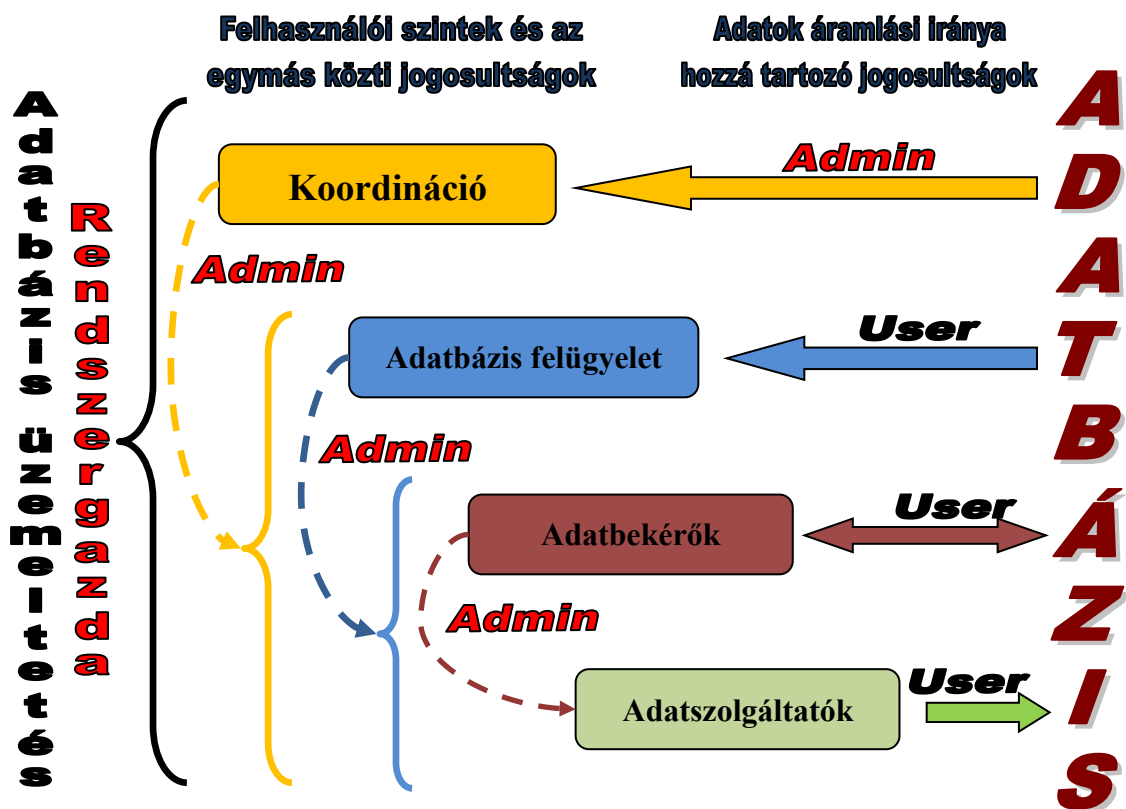 Felhasználói szintek és az
egymás közti jogosultságok
Adatok áramlási iránya
hozzá tartozó jogosultságok
Adatbázis üzemeltetés
Rendszergazda
Koordináció
Admin
Admin
Adatbázis felügyelet
User
Admin
Adatbekérők
User
Admin
Adatszolgáltatók
User
ADATBÁZIS